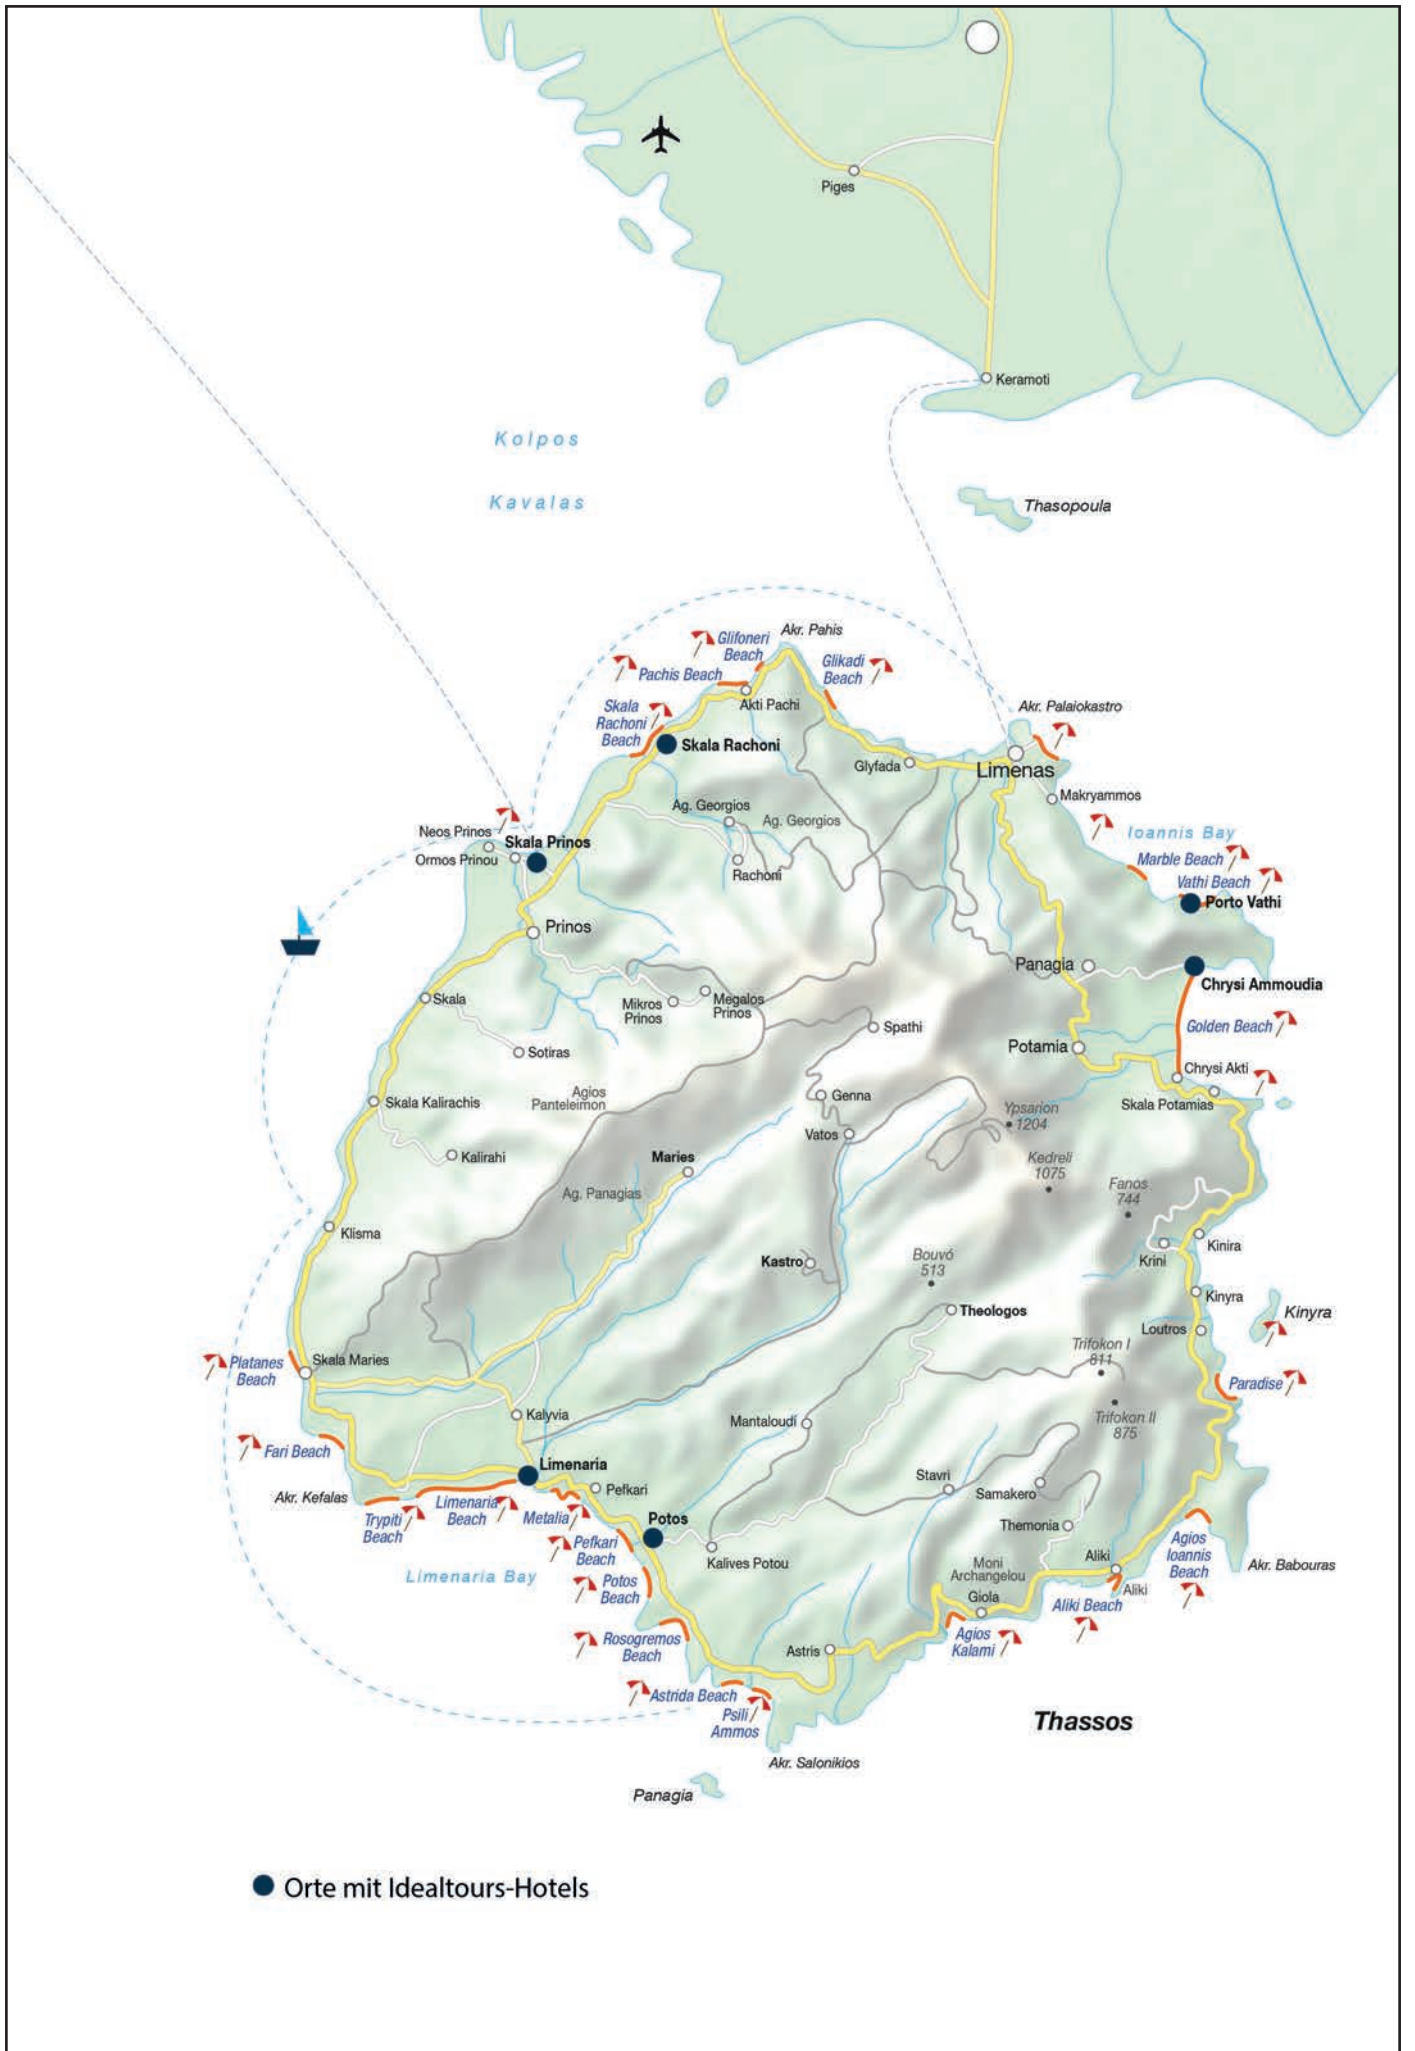 Piges
Keramoti
Kolpos
Kavalas
Thasopoula
Akr. Pahis
Glifoneri
Beach
Glikadi
Beach
Pachis Beach
Akti Pachi
Skala
Rachoni
Beach
Skala Rachoni
Akr. Palaiokastro
Glyfada
Limenas
Makryammos
Ag. Georgios
Ag. Georgios
Rachoni
Ioannis Bay
Marble Beach
Vathi Beach
Porto Vathi
Neos Prinos
Skala Prinos
Ormos Prinou
Prinos
Panagia
Chrysi Ammoudia
Golden Beach
Skala
Mikros
Prinos
Megalos
Prinos
Spathi
Potamia
Sotiras
Chrysi Akti
Skala Potamias
Agios
Panteleimon
Genna
Skala Kalirachis
Ypsarion
1204
Vatos
Kalirahi
Maries
Kedreli
1075
Ag. Panagias
Fanos
744
Klisma
Kinira
Krini
Kastro
Bouvó
513
Kinyra
Kinyra
Theologos
Loutros
Trifokon I
811
Skala Maries
Platanes
Beach
Paradise
Kalyvia
Mantaloudi
Trifokon II
875
Fari Beach
Limenaria
Stavri
Samakero
Pefkari
Akr. Kefalas
Trypiti
Beach
Limenaria
Beach
Metalia
Potos
Themonia
Pefkari
Beach
Kalives Potou
Agios
Ioannis
Beach
Aliki
Akr. Babouras
Limenaria Bay
Potos
Beach
Moni
Archangelou
Giola
Aliki
Aliki Beach
Rosogremos
Beach
Astris
Agios
Kalami
Astrida Beach
Psili
Ammos
Thassos
Akr. Salonikios
Panagia
Orte mit Idealtours-Hotels